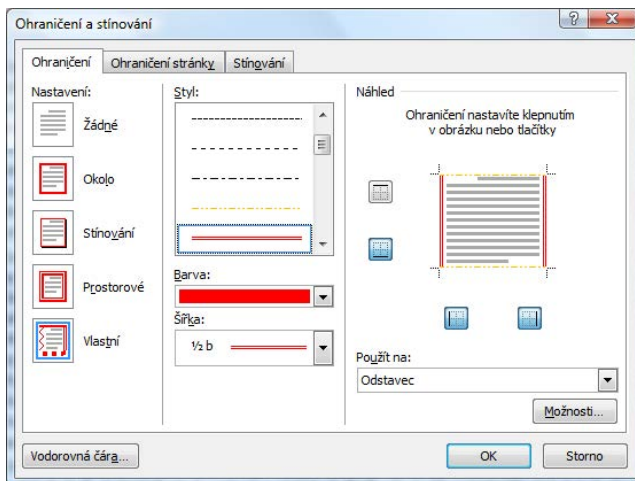 Ohraničení a stínování
Ohraničení
Ohraničení stránky
Stínování
Nastavení:
Žádné
Okolo
Stínování
Prostorové
Vlastní
Styl:
Barva:
Šířka:
½ b
Náhled
Ohraničení nastavíte klepnutím
v obrázku nebo tlačítky
Použít na:
Odstavec
Možnosti...
Vodorovná čára...
OK
Storno